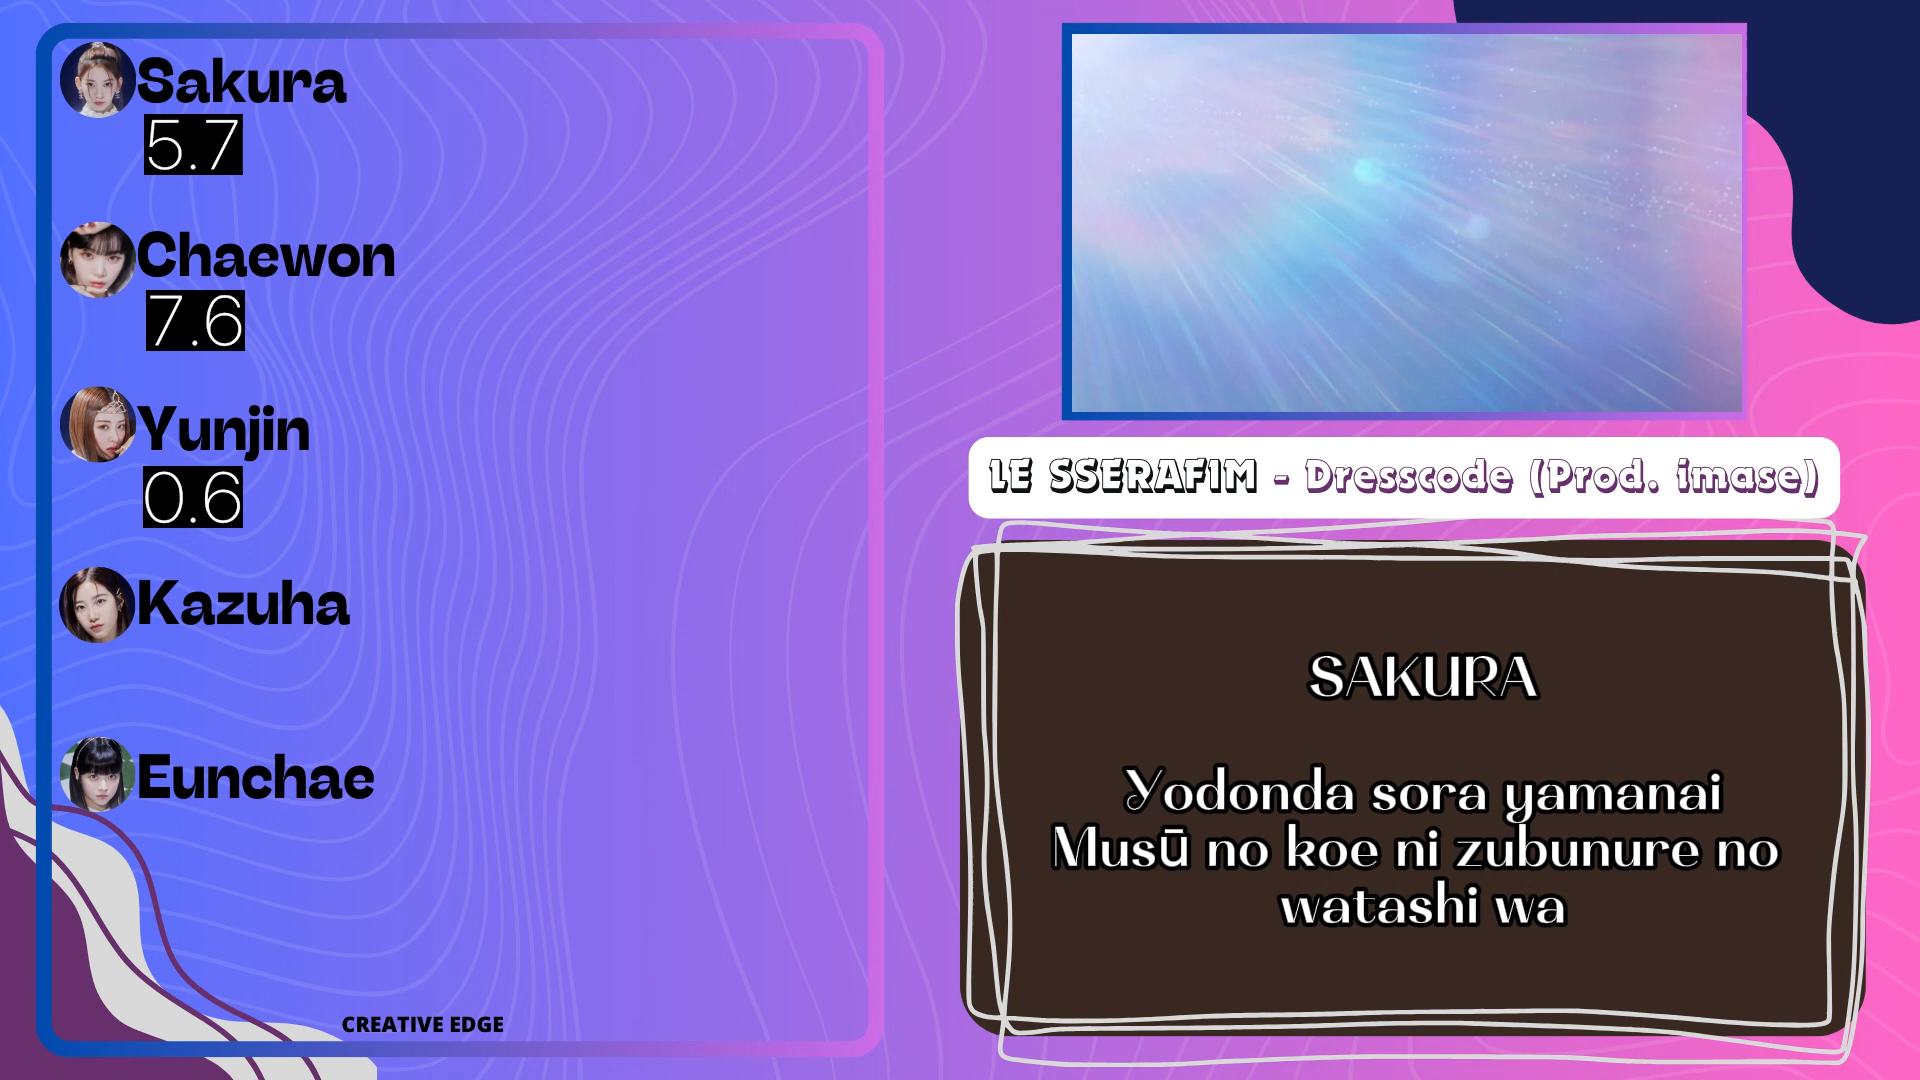 Sakura
5.7
Chaewon
7.6
Yunjin
0.6
Kazuha
Eunchae
CREATIVE EDGE
LE SSERAFIM - Dresscode (Prod. imase)
SAKURA
Yodonda sora yamanai
Musū no koe ni zubunure no
watashi wa